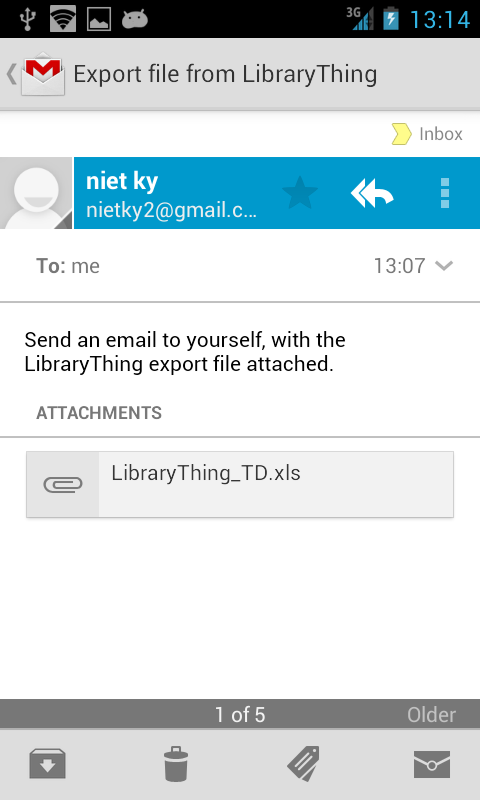 3G 13:14
Export file from LibraryThing
Inbox
niet ky
nietky2@gmail.c...
To: me 13:07
Send an email to yourself, with the
LibraryThing export file attached.
ATTACHMENTS
LibraryThing_TD.xls
1 of 5 Older